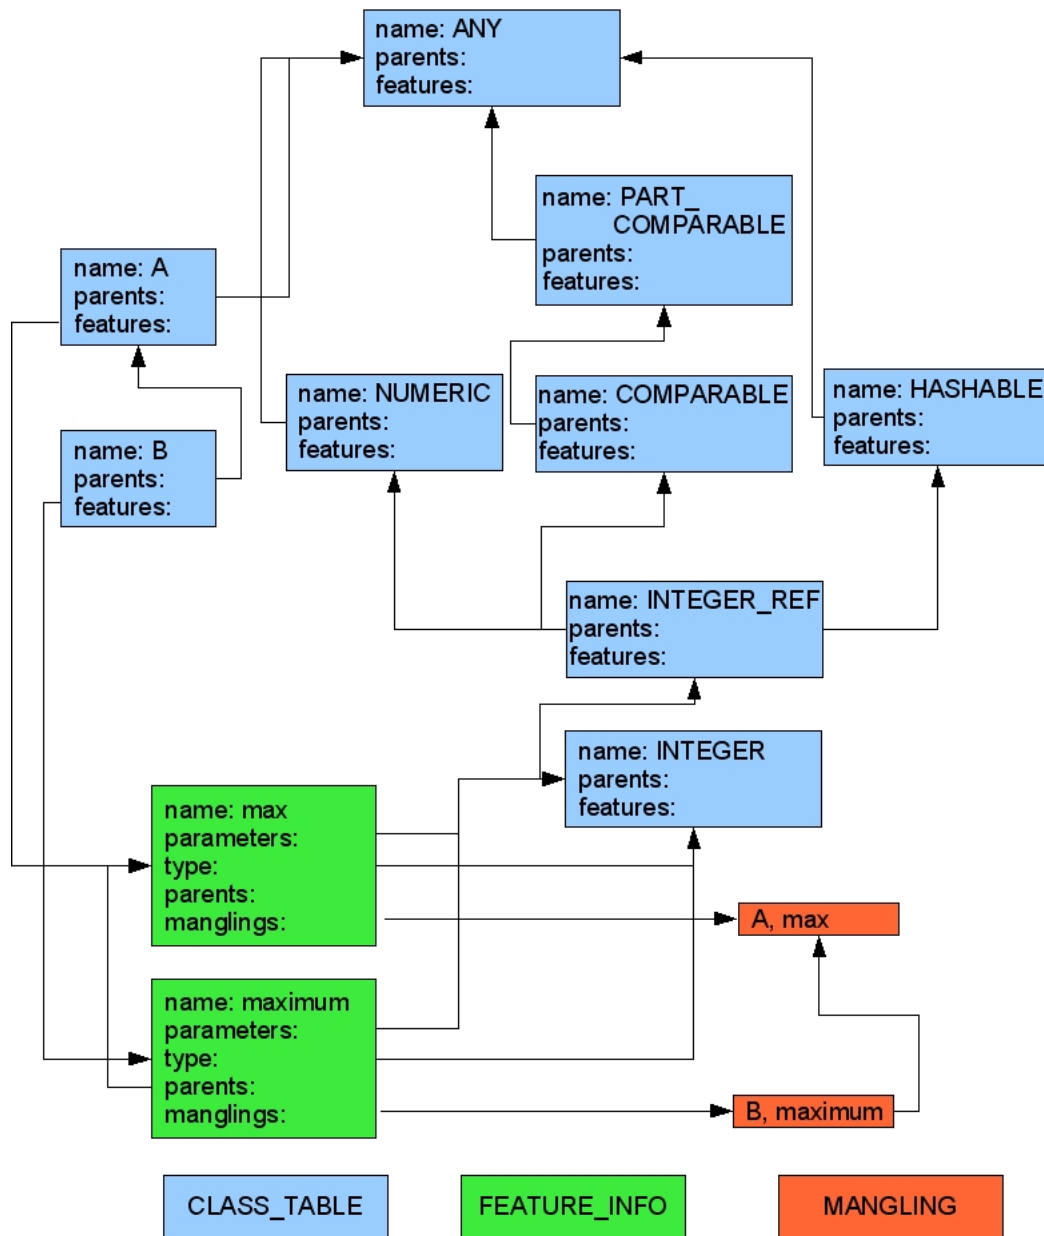 name: ANY
parents:
features:
name: PART_
COMPARABLE
parents:
features:
name: A
parents:
features:
name: NUMERIC
parents:
features:
name: COMPARABLE
parents:
features:
name: HASHABLE
parents:
features:
name: B
parents:
features:
name: INTEGER_REF
parents:
features:
name: INTEGER
parents:
features:
name: max
parameters:
type:
parents:
manglings:
A, max
name: maximum
parameters:
type:
parents:
manglings:
B, maximum
CLASS_TABLE
FEATURE_INFO
MANGLING